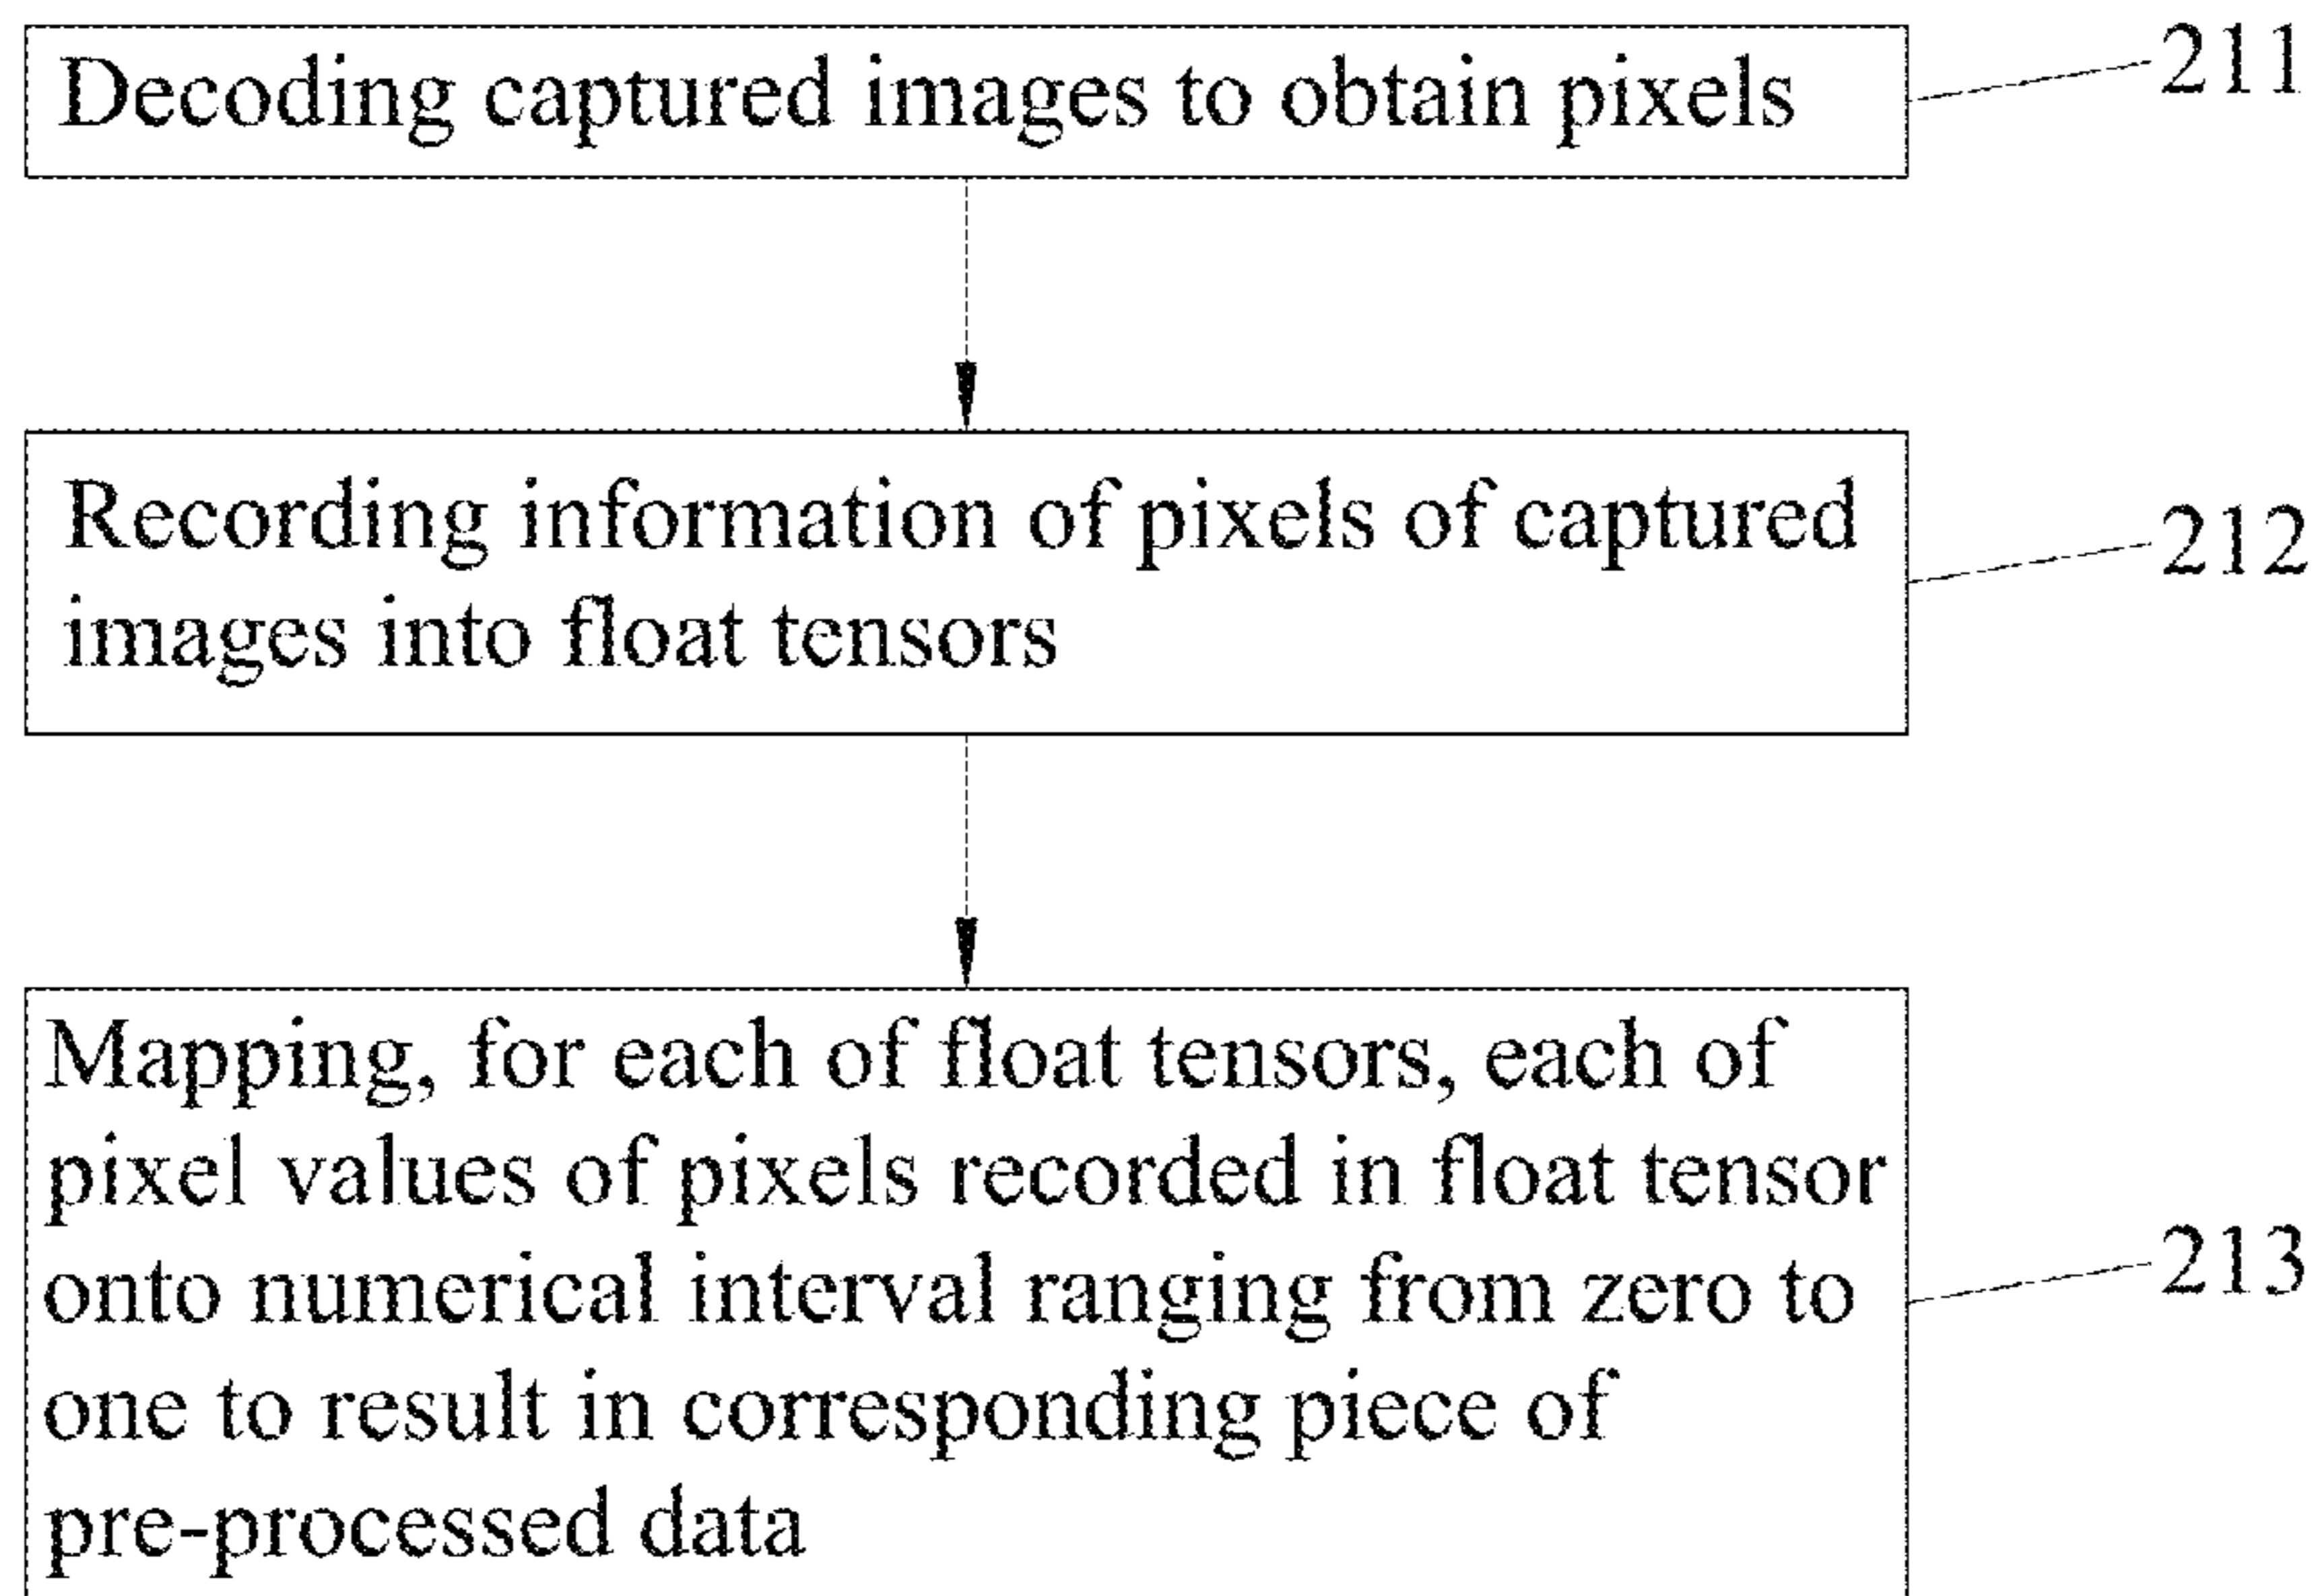 Decoding captured images to obtain pixels
211
Recording information of pixels of captured
images into float tensors
212
Mapping, for each of float tensors, each of
pixel values of pixels recorded in float tensor
onto numerical interval ranging from zero to
one to result in corresponding piece of
pre-processed data
213